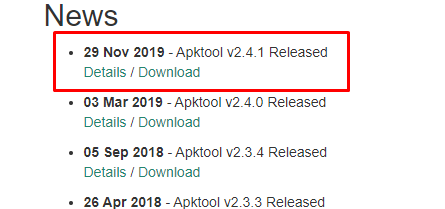 News
29 Nov 2019 - Apktool v2.4.1 Released
Details / Download
03 Mar 2019 - Apktool v2.4.0 Released
Details / Download
05 Sep 2018 - Apktool v2.3.4 Released
Details / Download
26 Apr 2018 - Apktool v2.3.3 Released